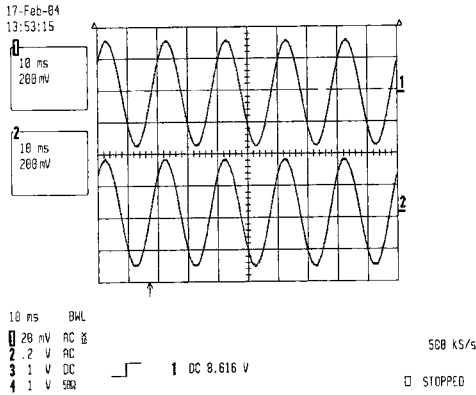 17-Feb-04
13:53:15
1
10 ms
200 mV
2
10 ms
200 mV
1
2
10 ms BWL
1 20 mV AC
2 .2 V AC
3 1 V DC
4 1 V 50Ω
1 DC 8.616 V
500 kS/s
STOPPED